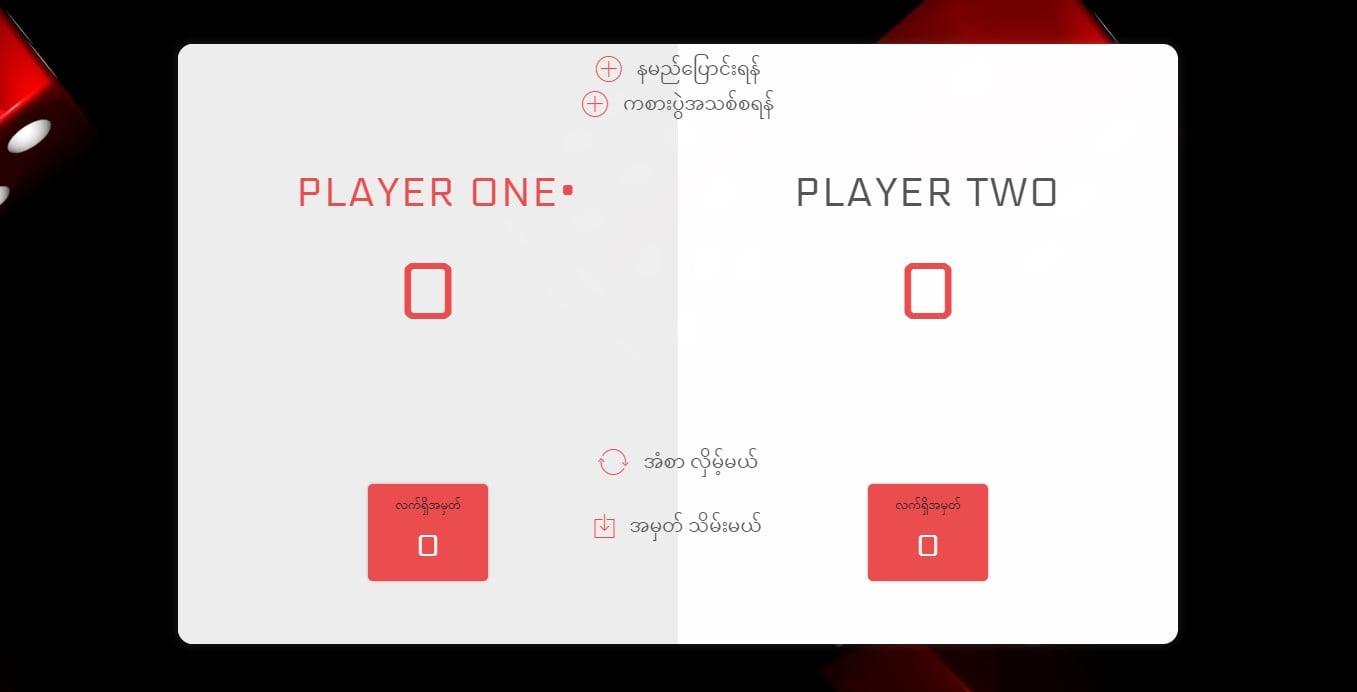 နမည်ပြောင်းရန်
ကစားပွဲအသစ်စရန်
PLAYER ONE
PLAYER TWO
0
0
အံစာ လှိမ့်မယ်
လက်ရှိအမှတ်
လက်ရှိအမှတ်
အမှတ် သိမ်းမယ်
0
0